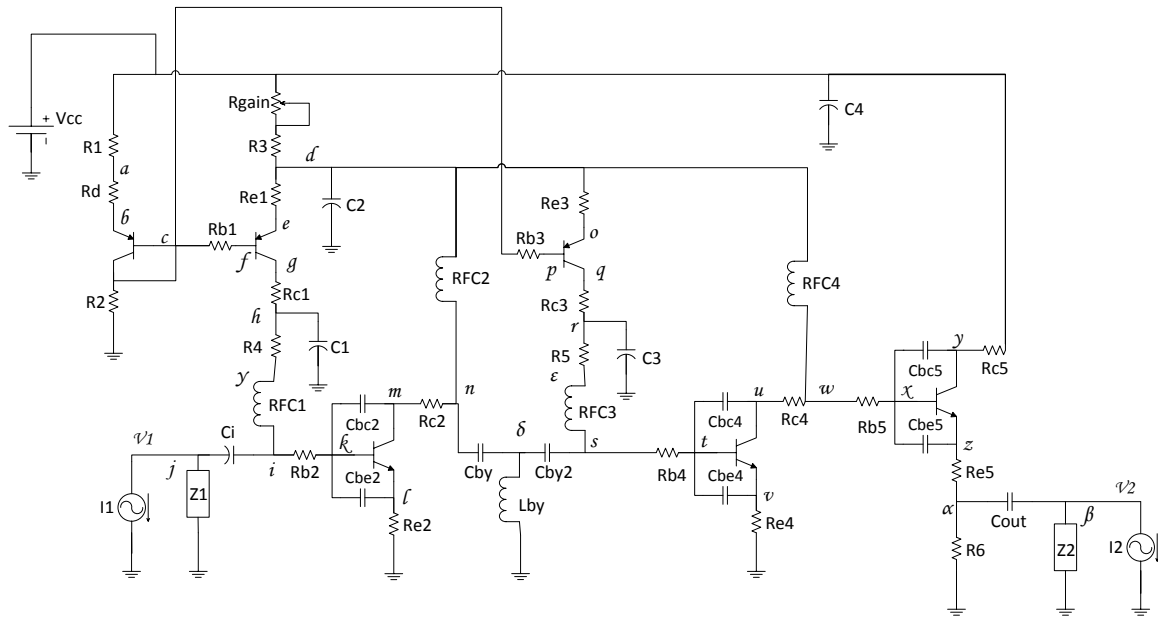 + Vcc
R1
a
Rd
b
c
R2
Rgain
R3
d
Re1
e
Rb1
f
g
Rc1
h
R4
C1
y
RFC1
C2
RFC2
Re3
o
Rb3
p
q
Rc3
r
R5
C3
ε
RFC3
RFC4
C4
V1
j
Ci
i
I1
Z1
Rb2
k
Cbc2
Cbe2
m
l
Re2
Rc2
n
Cby
δ
Cby2
Lby
s
Rb4
t
Cbc4
Cbe4
u
v
Re4
Rc4
w
Rb5
x
Cbc5
Cbe5
y
Rc5
z
Re5
α
Cout
R6
β
Z2
V2
I2